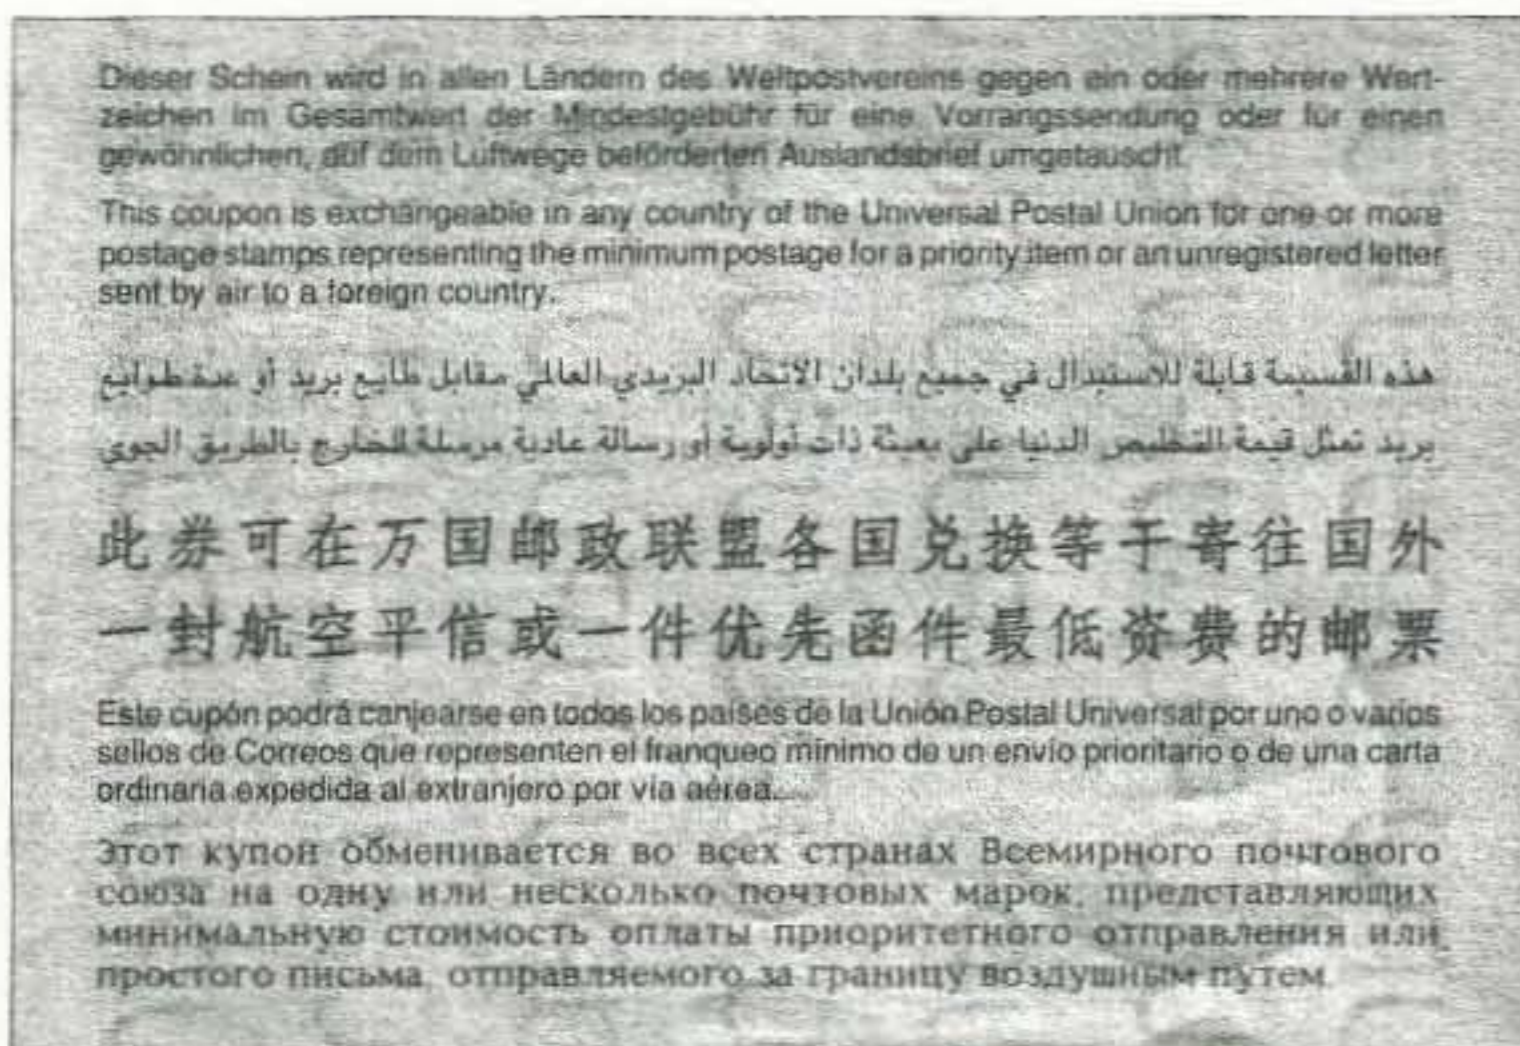 Dieser Schein wird in allen Ländern des Weltpostvereins gegen ein oder mehrere Wert-
zeichen im Gesamtwert der Mindestgebühr für eine Vorrangssendung oder für einen
gewöhnlichen, auf dem Luftwege beförderten Auslandsbrief umgetauscht.
This coupon is exchangeable in any country of the Universal Postal Union for one or more
postage stamps representing the minimum postage for a priority item or an unregistered letter
sent by air to a foreign country.
هذه القسيمة قابلة للاستبدال في جميع بلدان الاتحاد البريدي العالمي مقابل طابع بريد أو عدة طوابع
بريد تمثل قيمة التخليص الدنيا على بعيثة ذات أولوية أو رسالة عادية مرسلة للخارج بالطريق الجوي
此券可在万国邮政联盟各国兑换等于寄往国外
一封航空平信或一件优先函件最低资费的邮票
Este cupón podrá canjearse en todos los países de la Unión Postal Universal por uno o varios
sellos de Correos que representen el franqueo mínimo de un envío prioritario o de una carta
ordinaria expedida al extranjero por vía aérea.
Этот купон обменивается во всех странах Всемирного почтового
союза на одну или несколько почтовых марок, представляющих
минимальную стоимость оплаты приоритетного отправления или
простого письма, отправляемого за границу воздушным путем.